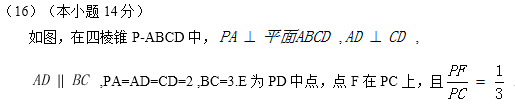 （16）（本小题 14分）
如图，在四棱锥 P-ABCD 中， PA ⊥ 平面ABCD , AD ⊥ CD ，
AD ∥ BC ,PA=AD=CD=2 ,BC=3.E 为 PD 中点，点 F 在 PC 上，且 PF/PC = 1/3 .